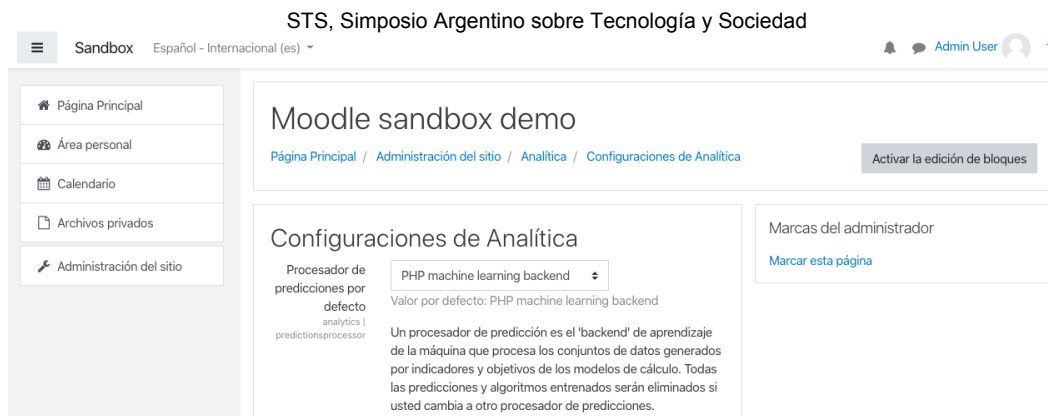 STS, Simposio Argentino sobre Tecnología y Sociedad
Sandbox Español - Internacional (es)
Admin User
Página Principal
Área personal
Calendario
Archivos privados
Administración del sitio
Moodle sandbox demo
Página Principal / Administración del sitio / Analítica / Configuraciones de Analítica
Activar la edición de bloques
Configuraciones de Analítica
Procesador de
predicciones por
defecto
analytics |
predictionsprocessor
PHP machine learning backend
Valor por defecto: PHP machine learning backend
Un procesador de predicción es el 'backend' de aprendizaje
de la máquina que procesa los conjuntos de datos generados
por indicadores y objetivos de los modelos de cálculo. Todas
las predicciones y algoritmos entrenados serán eliminados si
usted cambia a otro procesador de predicciones.
Marcas del administrador
Marcar esta página